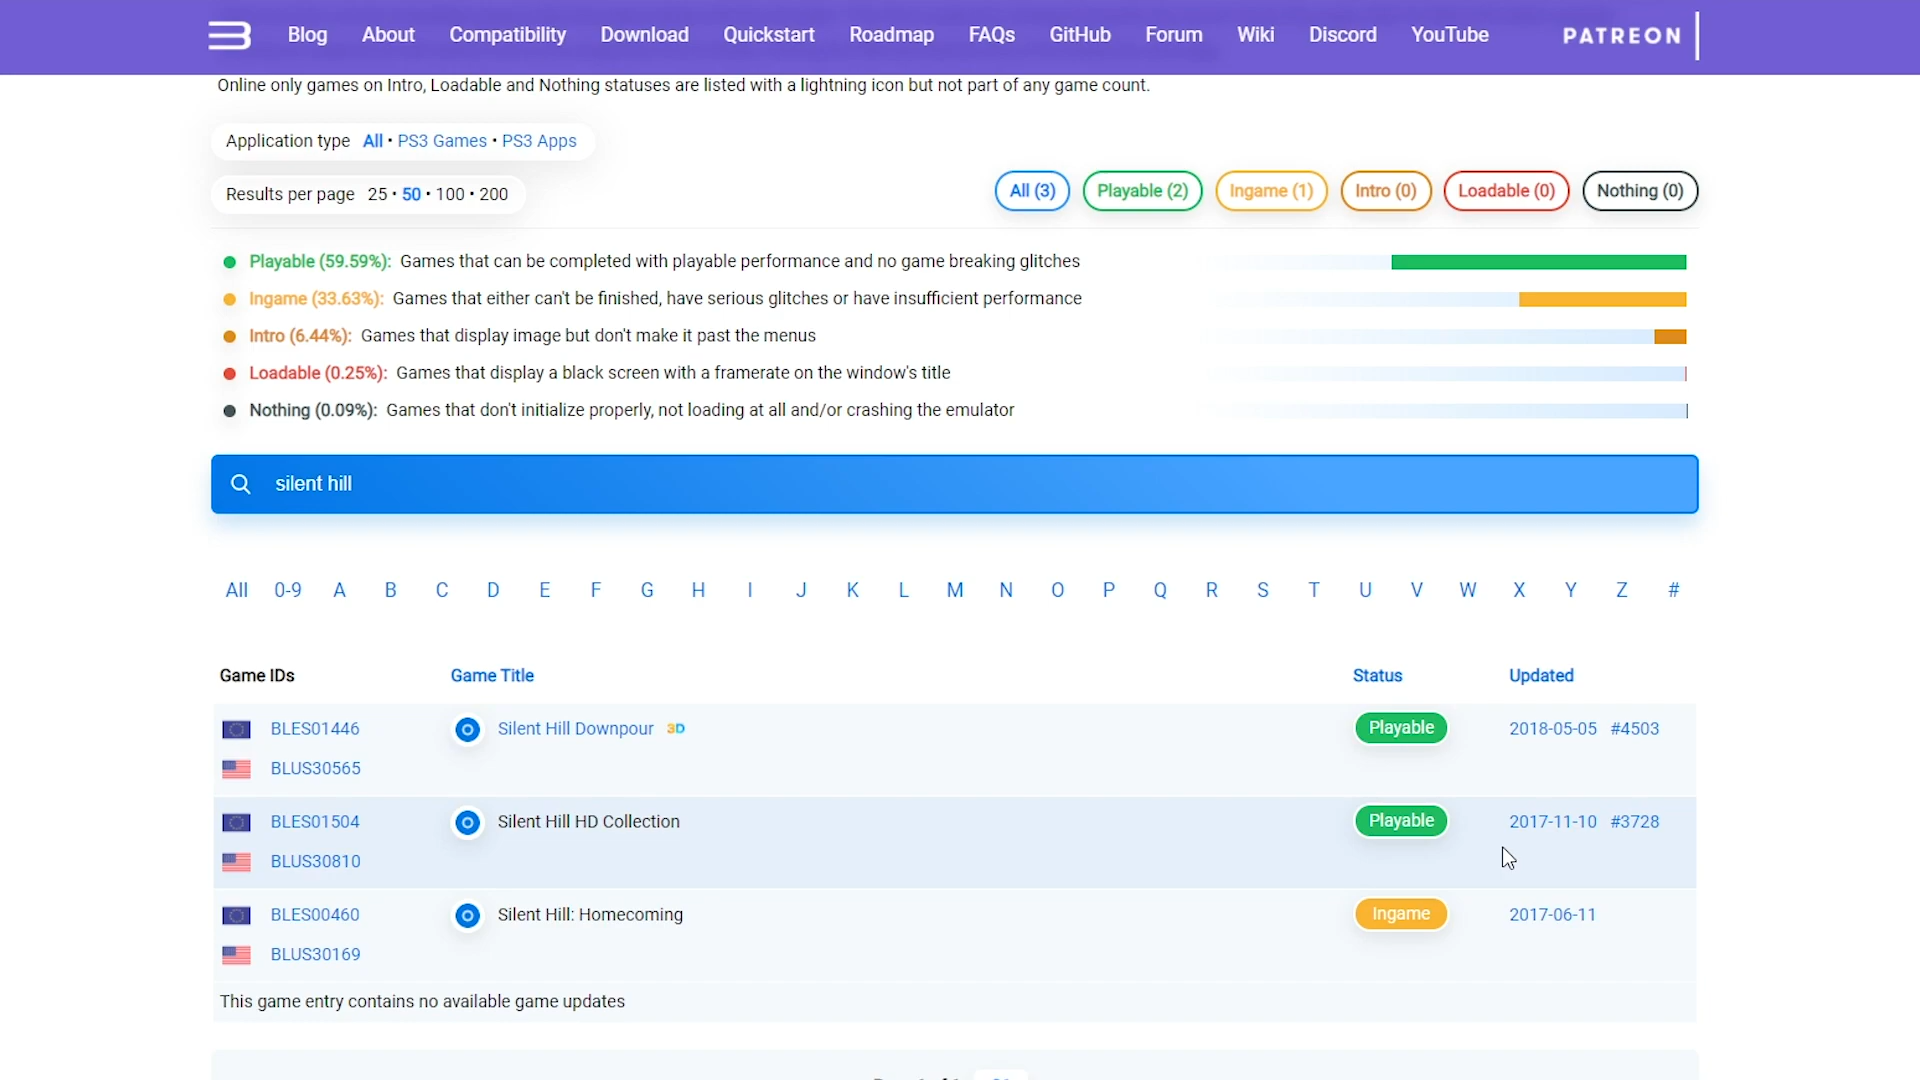 Blog About Compatibility Download Quickstart Roadmap FAQs GitHub Forum Wiki Discord YouTube PATREON
Online only games on Intro, Loadable and Nothing statuses are listed with a lightning icon but not part of any game count.
Application type All • PS3 Games • PS3 Apps
Results per page 25 • 50 • 100 • 200
All (3) Playable (2) Ingame (1) Intro (0) Loadable (0) Nothing (0)
Playable (59.59%): Games that can be completed with playable performance and no game breaking glitches
Ingame (33.63%): Games that either can't be finished, have serious glitches or have insufficient performance
Intro (6.44%): Games that display image but don't make it past the menus
Loadable (0.25%): Games that display a black screen with a framerate on the window's title
Nothing (0.09%): Games that don't initialize properly, not loading at all and/or crashing the emulator
silent hill
All 0-9 A B C D E F G H I J K L M N O P Q R S T U V W X Y Z #
Game IDs Game Title Status Updated
BLES01446 Silent Hill Downpour 3D Playable 2018-05-05 #4503
BLUS30565
BLES01504 Silent Hill HD Collection Playable 2017-11-10 #3728
BLUS30810
BLES00460 Silent Hill: Homecoming Ingame 2017-06-11
BLUS30169
This game entry contains no available game updates